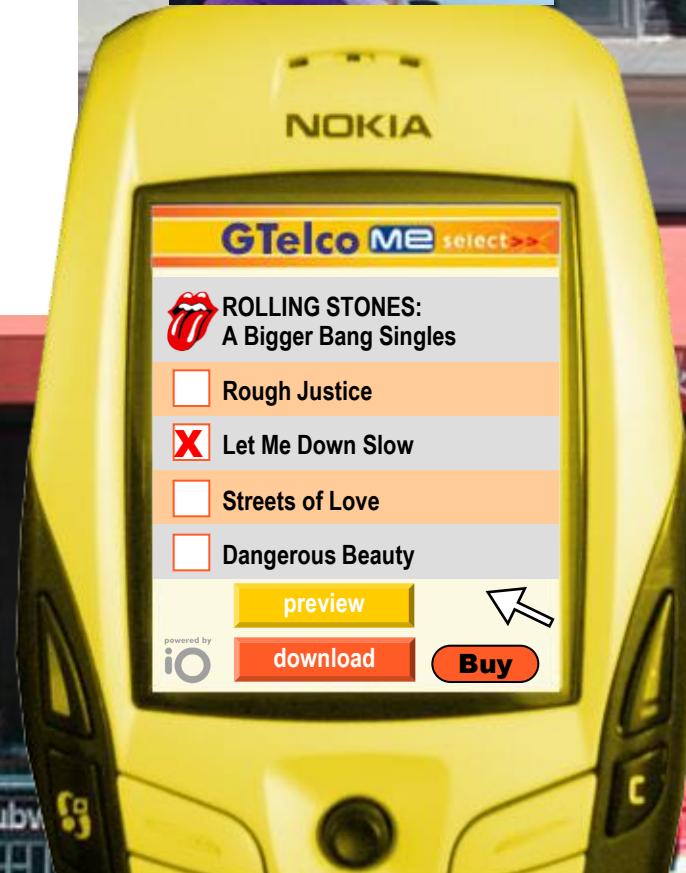 NOKIA
GTelco ME select>>
ROLLING STONES:
A Bigger Bang Singles
Rough Justice
X Let Me Down Slow
Streets of Love
Dangerous Beauty
preview
powered by
iO
download
Buy
C